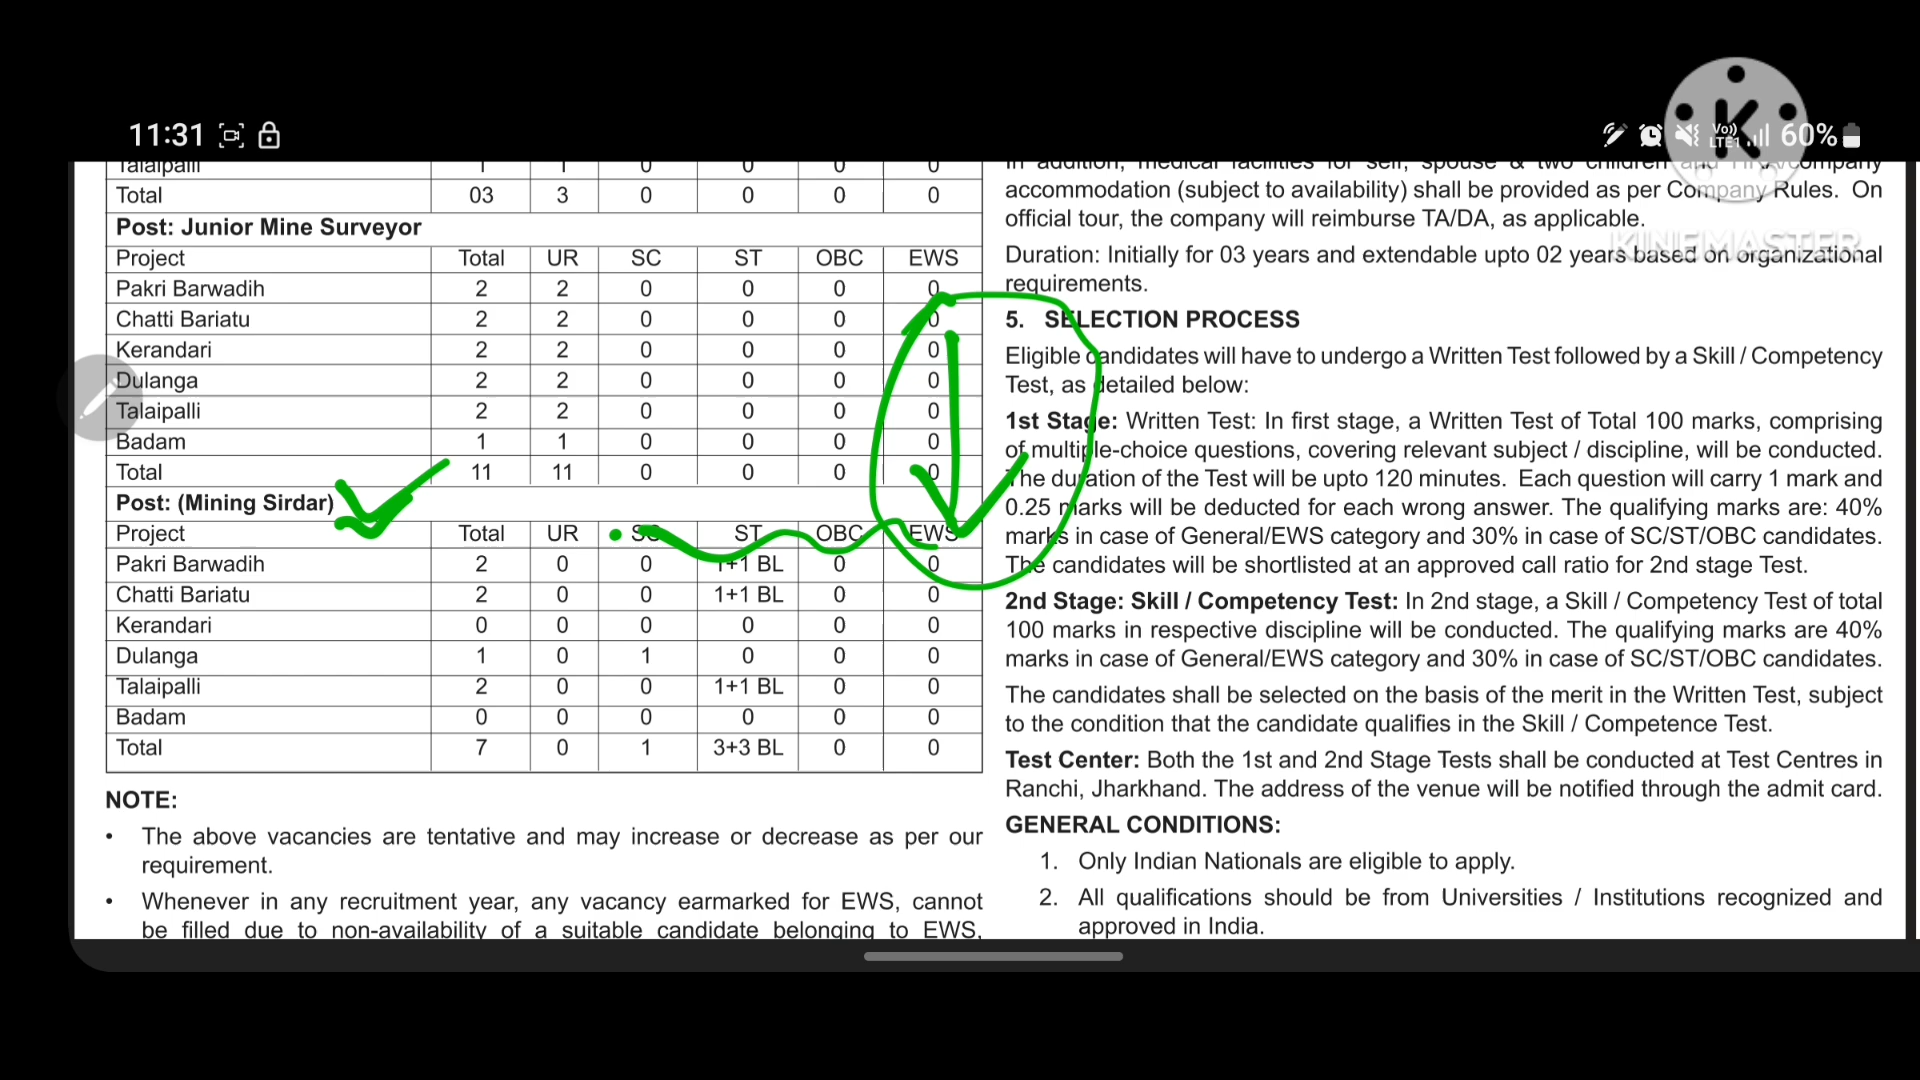 11:31
Vo)) LTE1 60%
K
KINEMASTER
Talaipalli 1 1 0 0 0 0
Total 03 3 0 0 0 0
Post: Junior Mine Surveyor
Project Total UR SC ST OBC EWS
Pakri Barwadih 2 2 0 0 0 0
Chatti Bariatu 2 2 0 0 0 0
Kerandari 2 2 0 0 0 0
Dulanga 2 2 0 0 0 0
Talaipalli 2 2 0 0 0 0
Badam 1 1 0 0 0 0
Total 11 11 0 0 0 0
Post: (Mining Sirdar)
Project Total UR SC ST OBC EWS
Pakri Barwadih 2 0 0 1+1 BL 0 0
Chatti Bariatu 2 0 0 1+1 BL 0 0
Kerandari 0 0 0 0 0 0
Dulanga 1 0 1 0 0 0
Talaipalli 2 0 0 1+1 BL 0 0
Badam 0 0 0 0 0 0
Total 7 0 1 3+3 BL 0 0
NOTE:
• The above vacancies are tentative and may increase or decrease as per our
requirement.
• Whenever in any recruitment year, any vacancy earmarked for EWS, cannot
be filled due to non-availability of a suitable candidate belonging to EWS,
In addition, medical facilities for self, spouse & two children and company
accommodation (subject to availability) shall be provided as per Company Rules. On
official tour, the company will reimburse TA/DA, as applicable.
Duration: Initially for 03 years and extendable upto 02 years based on organizational
requirements.
5. SELECTION PROCESS
Eligible candidates will have to undergo a Written Test followed by a Skill / Competency
Test, as detailed below:
1st Stage: Written Test: In first stage, a Written Test of Total 100 marks, comprising
of multiple-choice questions, covering relevant subject / discipline, will be conducted.
The duration of the Test will be upto 120 minutes. Each question will carry 1 mark and
0.25 marks will be deducted for each wrong answer. The qualifying marks are: 40%
marks in case of General/EWS category and 30% in case of SC/ST/OBC candidates.
The candidates will be shortlisted at an approved call ratio for 2nd stage Test.
2nd Stage: Skill / Competency Test: In 2nd stage, a Skill / Competency Test of total
100 marks in respective discipline will be conducted. The qualifying marks are 40%
marks in case of General/EWS category and 30% in case of SC/ST/OBC candidates.
The candidates shall be selected on the basis of the merit in the Written Test, subject
to the condition that the candidate qualifies in the Skill / Competence Test.
Test Center: Both the 1st and 2nd Stage Tests shall be conducted at Test Centres in
Ranchi, Jharkhand. The address of the venue will be notified through the admit card.
GENERAL CONDITIONS:
1. Only Indian Nationals are eligible to apply.
2. All qualifications should be from Universities / Institutions recognized and
approved in India.